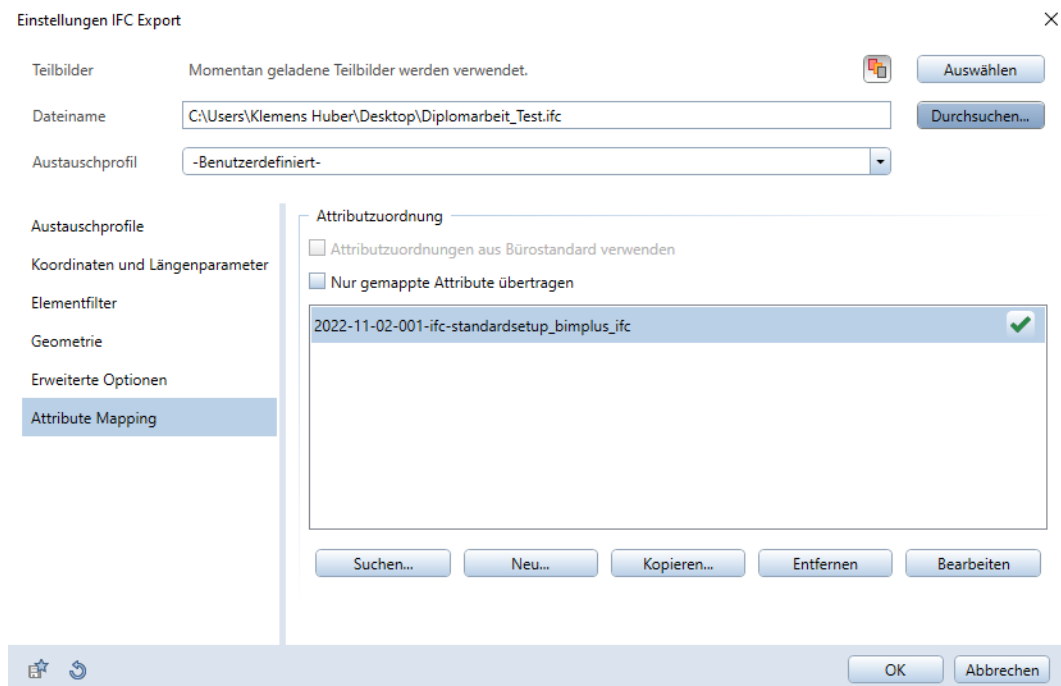 Einstellungen IFC Export
Teilbilder Momentan geladene Teilbilder werden verwendet. Auswählen
Dateiname C:\Users\Klemens Huber\Desktop\Diplomarbeit_Test.ifc Durchsuchen...
Austauschprofil -Benutzerdefiniert-
Austauschprofile
Koordinaten und Längenparameter
Elementfilter
Geometrie
Erweiterte Optionen
Attribute Mapping
Attributzuordnung
Attributzuordnungen aus Bürostandard verwenden
Nur gemappte Attribute übertragen
2022-11-02-001-ifc-standardsetup_bimplus_ifc
Suchen... Neu... Kopieren... Entfernen Bearbeiten
OK Abbrechen